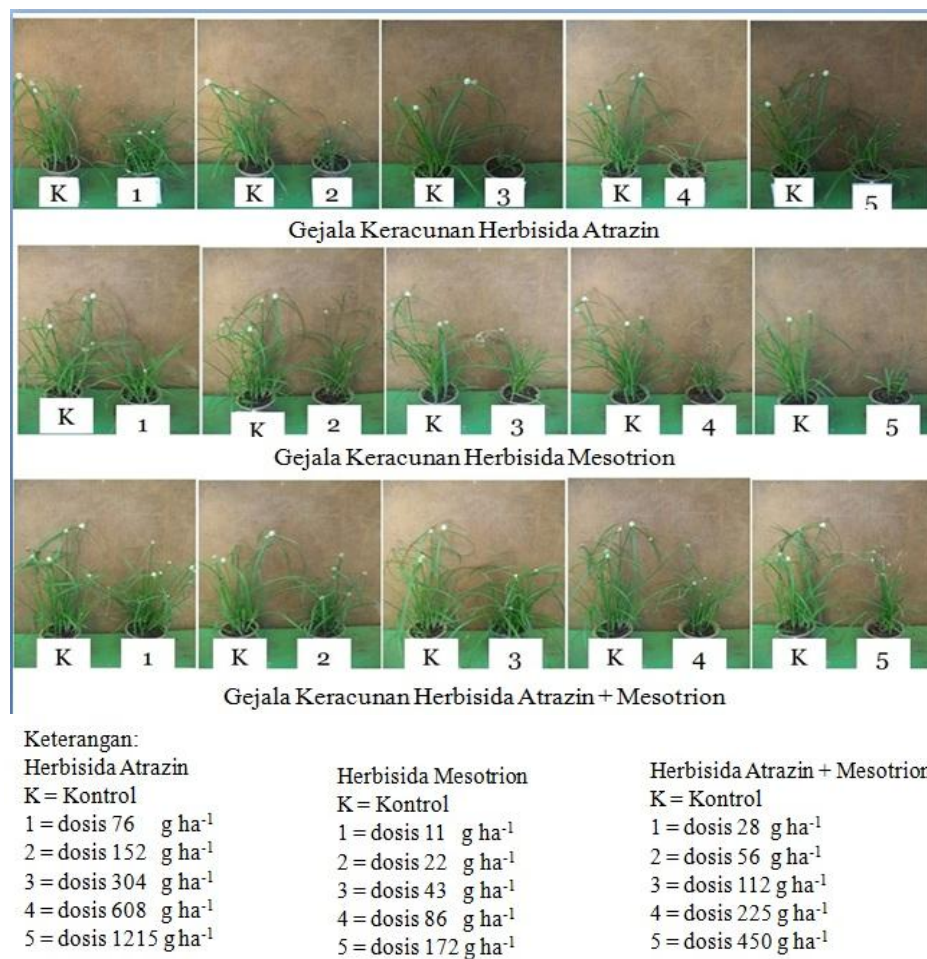 K 1 K 2 K 3 K 4 K 5
Gejala Keracunan Herbisida Atrazin
K 1 K 2 K 3 K 4 K 5
Gejala Keracunan Herbisida Mesotrion
K 1 K 2 K 3 K 4 K 5
Gejala Keracunan Herbisida Atrazin + Mesotrion
Keterangan:
Herbisida Atrazin
K = Kontrol
1 = dosis 76 g ha⁻¹
2 = dosis 152 g ha⁻¹
3 = dosis 304 g ha⁻¹
4 = dosis 608 g ha⁻¹
5 = dosis 1215 g ha⁻¹
Herbisida Mesotrion
K = Kontrol
1 = dosis 11 g ha⁻¹
2 = dosis 22 g ha⁻¹
3 = dosis 43 g ha⁻¹
4 = dosis 86 g ha⁻¹
5 = dosis 172 g ha⁻¹
Herbisida Atrazin + Mesotrion
K = Kontrol
1 = dosis 28 g ha⁻¹
2 = dosis 56 g ha⁻¹
3 = dosis 112 g ha⁻¹
4 = dosis 225 g ha⁻¹
5 = dosis 450 g ha⁻¹